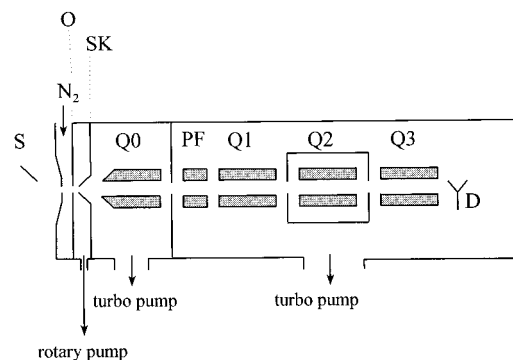 O
SK
N₂
S
Q0
PF
Q1
Q2
Q3
D
turbo pump
turbo pump
rotary pump